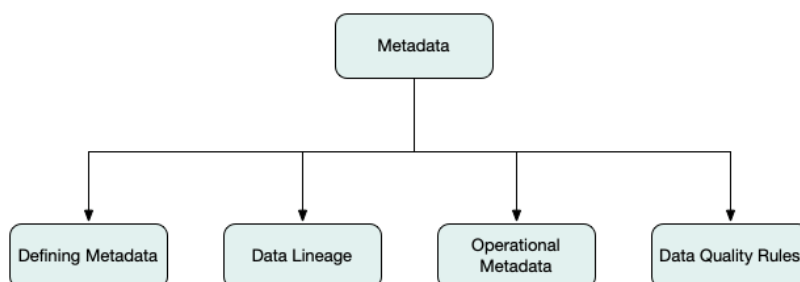 Metadata
Defining Metadata
Data Lineage
Operational
Metadata
Data Quality Rules